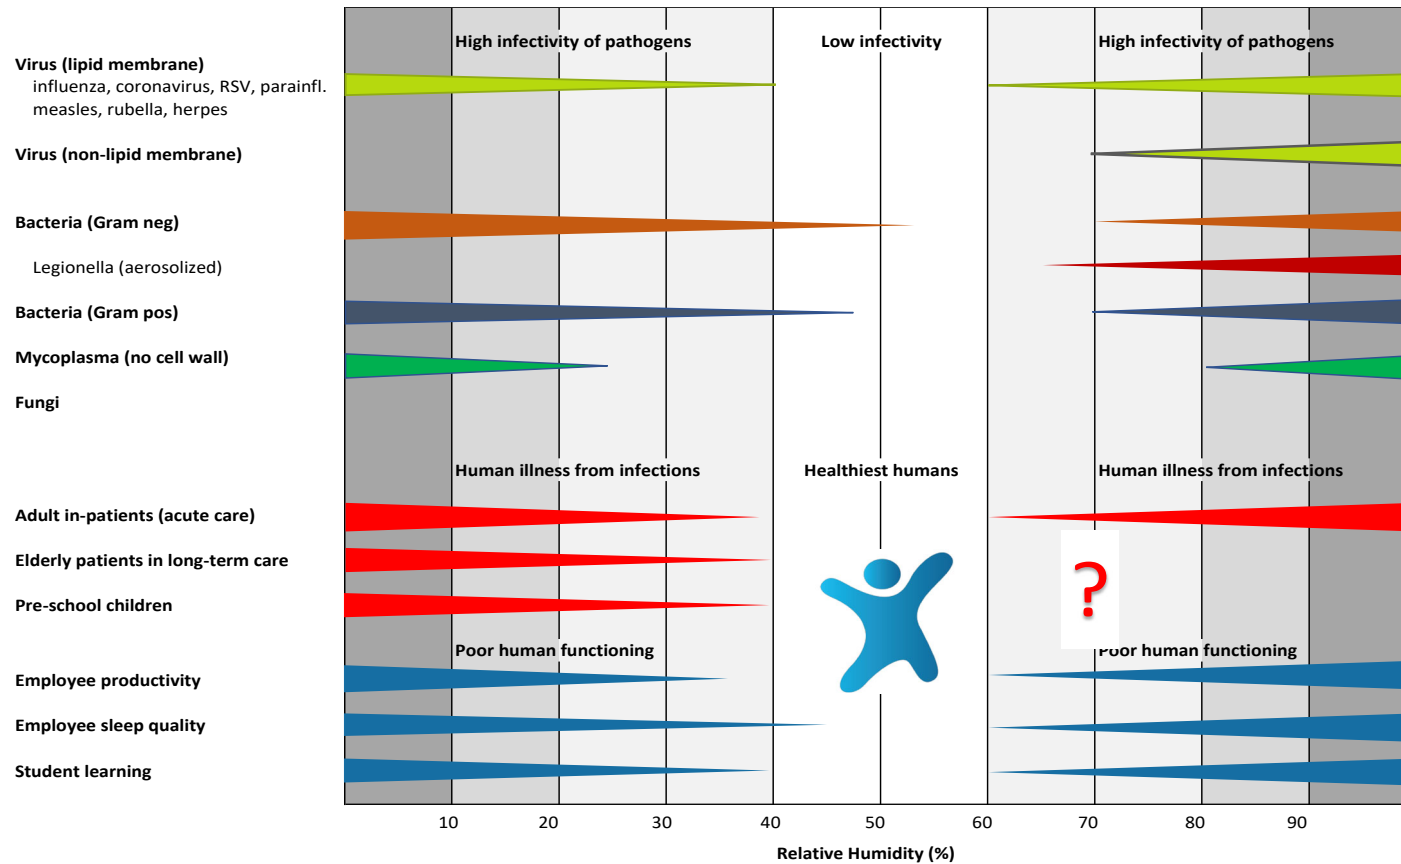 High infectivity of pathogens Low infectivity High infectivity of pathogens
Virus (lipid membrane)
influenza, coronavirus, RSV, parainfl.
measles, rubella, herpes
Virus (non-lipid membrane)
Bacteria (Gram neg)
Legionella (aerosolized)
Bacteria (Gram pos)
Mycoplasma (no cell wall)
Fungi
Human illness from infections Healthiest humans Human illness from infections
Adult in-patients (acute care)
Elderly patients in long-term care
?
Pre-school children
Poor human functioning Poor human functioning
Employee productivity
Employee sleep quality
Student learning
10 20 30 40 50 60 70 80 90
Relative Humidity (%)